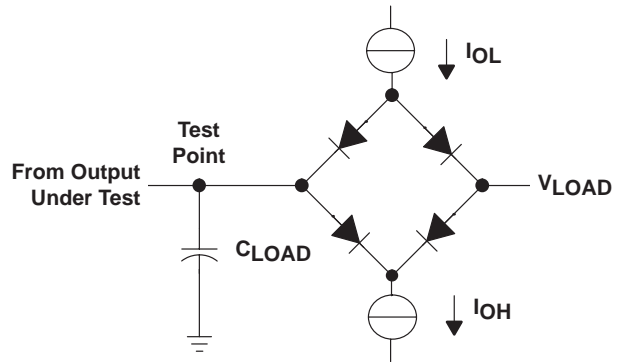 IOL
Test
Point
From Output
Under Test
VLOAD
CLOAD
IOH